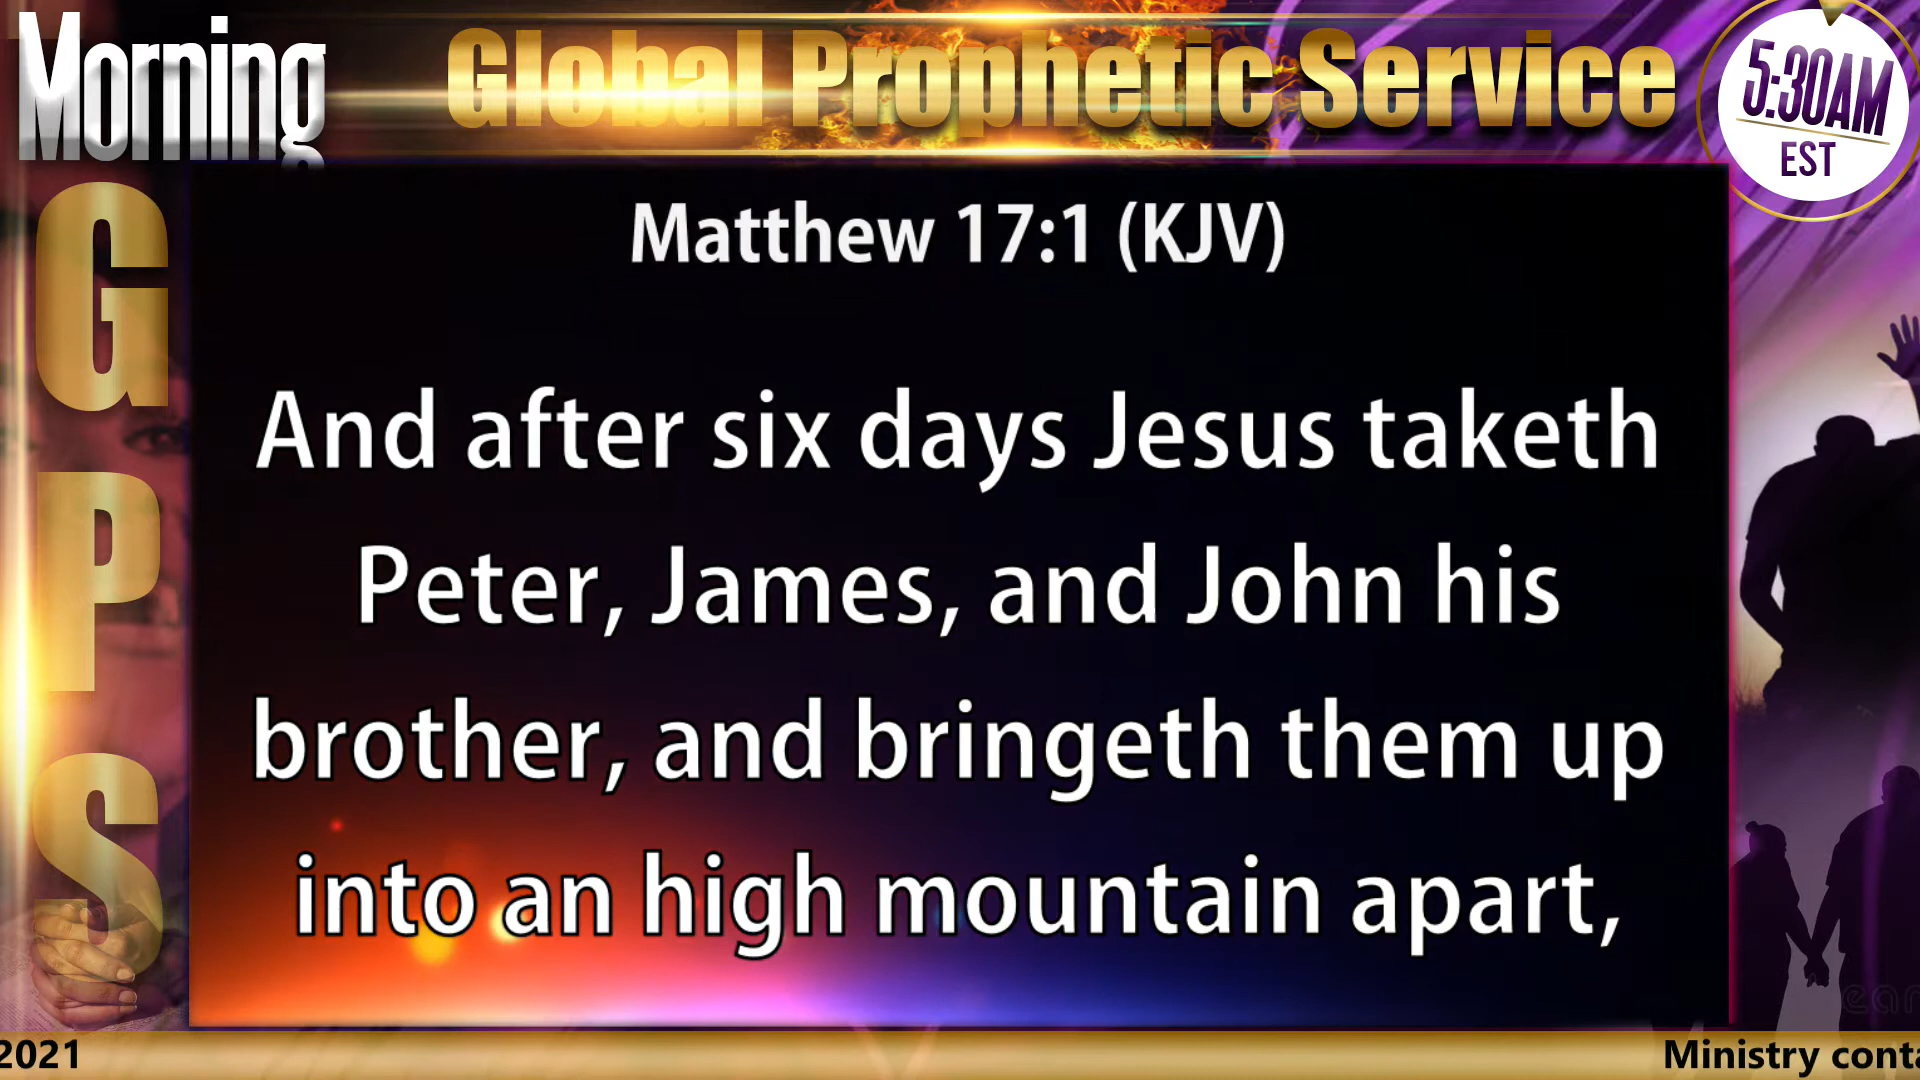 Morning
Global Prophetic Service
5:30AM
EST
G
P
S
Matthew 17:1 (KJV)
And after six days Jesus taketh
Peter, James, and John his
brother, and bringeth them up
into an high mountain apart,
2021
Ministry